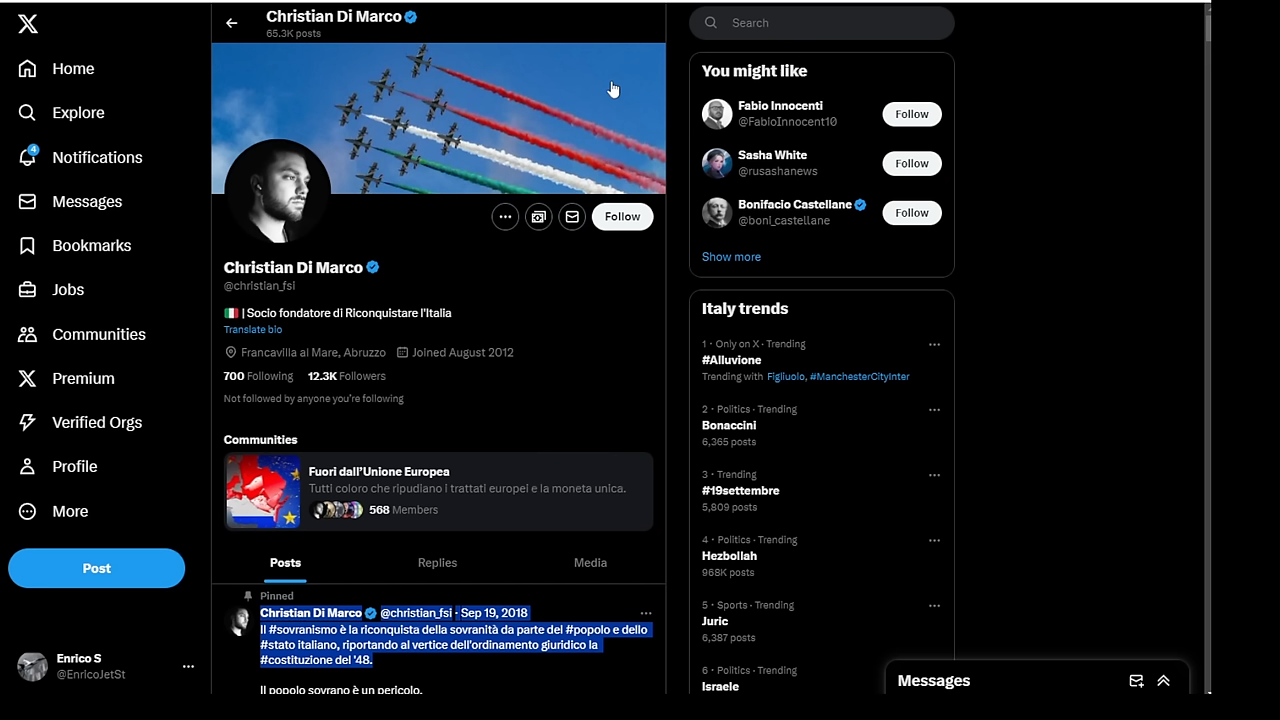 Home
Explore
4
Notifications
Messages
Bookmarks
Jobs
Communities
Premium
Verified Orgs
Profile
More
Post
Enrico S
@EnricoJetSt
Christian Di Marco
65.3K posts
Follow
Christian Di Marco
@christian_fsi
| Socio fondatore di Riconquistare l'Italia
Translate bio
Francavilla al Mare, Abruzzo Joined August 2012
700 Following 12.3K Followers
Not followed by anyone you're following
Communities
Fuori dall'Unione Europea
Tutti coloro che ripudiano i trattati europei e la moneta unica.
568 Members
Posts Replies Media
Pinned
Christian Di Marco @christian_fsi · Sep 19, 2018
Il #sovranismo è la riconquista della sovranità da parte del #popolo e dello
#stato italiano, riportando al vertice dell'ordinamento giuridico la
#costituzione del '48.
Il popolo sovrano è un pericolo.
Search
You might like
Fabio Innocenti
@FabioInnocent10
Follow
Sasha White
@rusashanews
Follow
Bonifacio Castellane
@boni_castellane
Follow
Show more
Italy trends
1 · Only on X · Trending
#Alluvione
Trending with Figliuolo, #ManchesterCityInter
2 · Politics · Trending
Bonaccini
6,365 posts
3 · Trending
#19settembre
5,809 posts
4 · Politics · Trending
Hezbollah
968K posts
5 · Sports · Trending
Juric
6,387 posts
6 · Politics · Trending
Israele
Messages